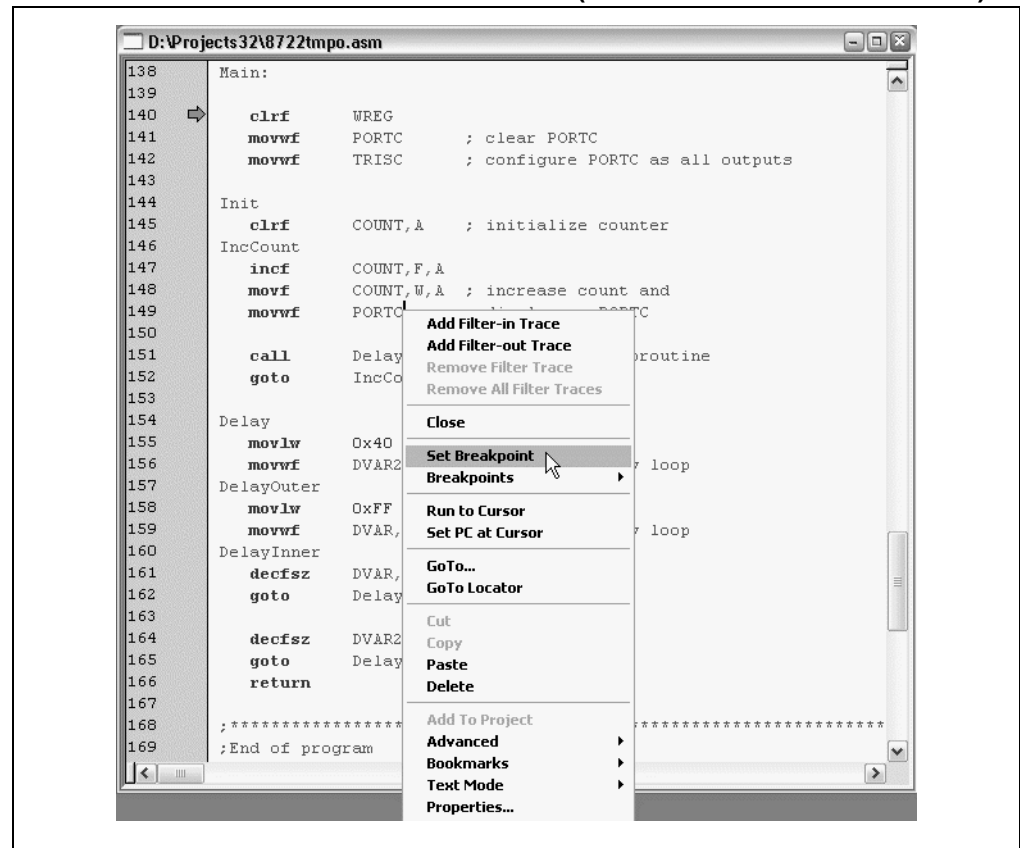 D:\Projects32\8722tmpo.asm
138 Main:
139
140 clrf WREG
141 movwf PORTC ; clear PORTC
142 movwf TRISC ; configure PORTC as all outputs
143
144 Init
145 clrf COUNT,A ; initialize counter
146 IncCount
147 incf COUNT,F,A
148 movf COUNT,W,A ; increase count and
149 movwf PORTC
150
151 call Delay
152 goto IncCo
153
154 Delay
155 movlw 0x40
156 movwf DVAR2 loop
157 DelayOuter
158 movlw 0xFF
159 movwf DVAR, loop
160 DelayInner
161 decfsz DVAR,
162 goto Delay
163
164 decfsz DVAR2
165 goto Delay
166 return
167
168 ;****************** ************************
169 ;End of program
Add Filter-in Trace
Add Filter-out Trace
Remove Filter Trace
Remove All Filter Traces
Close
Set Breakpoint
Breakpoints
Run to Cursor
Set PC at Cursor
GoTo...
GoTo Locator
Cut
Copy
Paste
Delete
Add To Project
Advanced
Bookmarks
Text Mode
Properties...